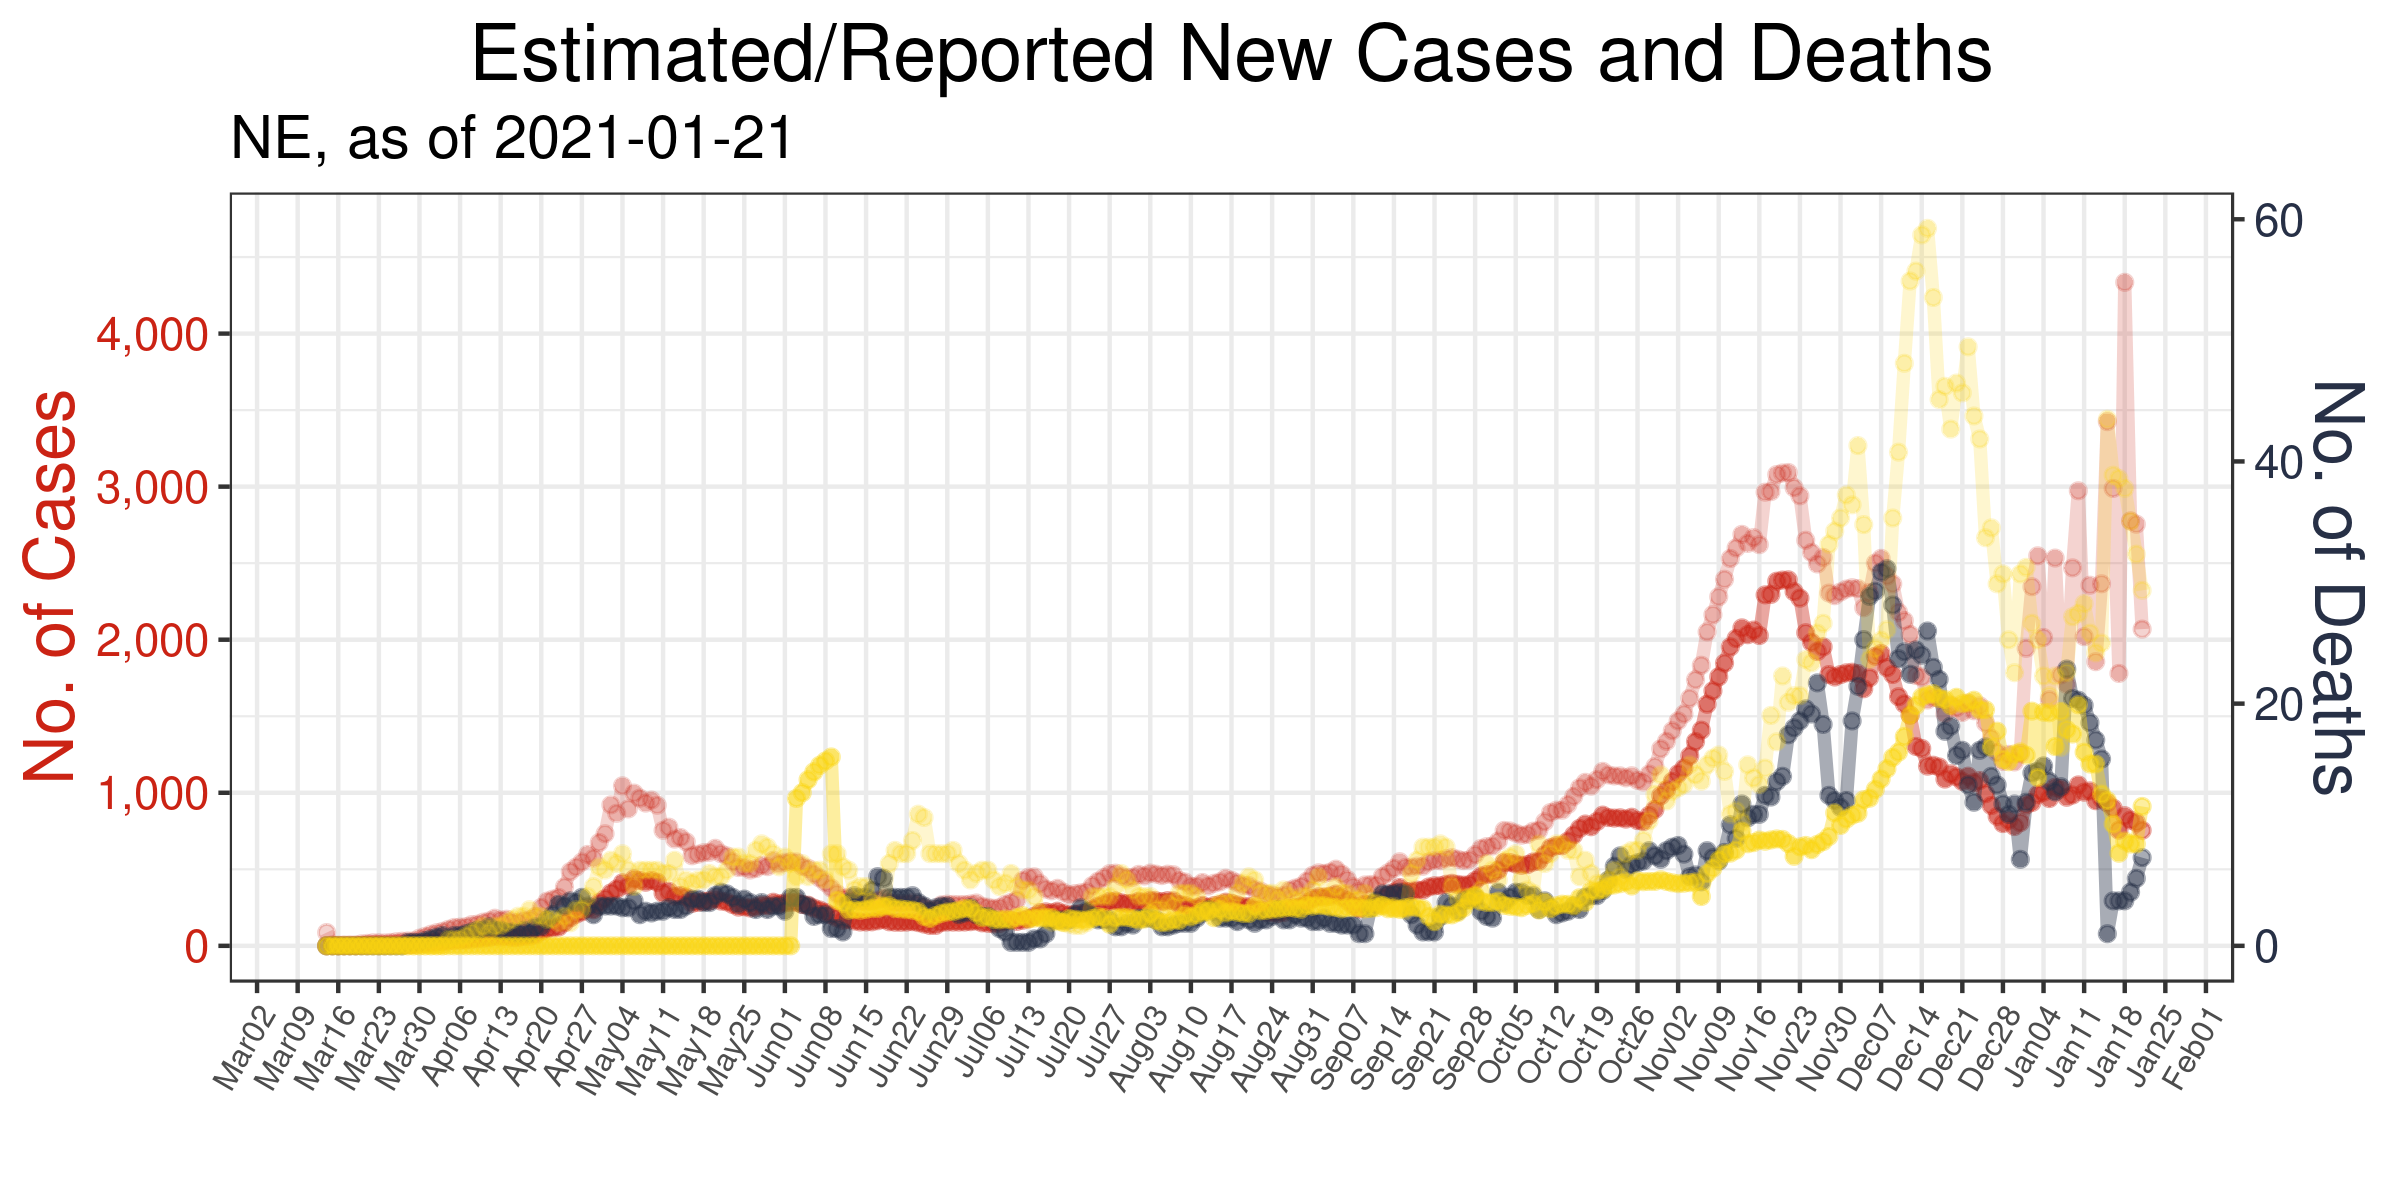 Estimated/Reported New Cases and Deaths
NE, as of 2021-01-21
No. of Cases
4,000
3,000
2,000
1,000
0
60
40
20
0
No. of Deaths
Mar02
Mar09
Mar16
Mar23
Mar30
Apr06
Apr13
Apr20
Apr27
May04
May11
May18
May25
Jun01
Jun08
Jun15
Jun22
Jun29
Jul06
Jul13
Jul20
Jul27
Aug03
Aug10
Aug17
Aug24
Aug31
Sep07
Sep14
Sep21
Sep28
Oct05
Oct12
Oct19
Oct26
Nov02
Nov09
Nov16
Nov23
Nov30
Dec07
Dec14
Dec21
Dec28
Jan04
Jan11
Jan18
Jan25
Feb01